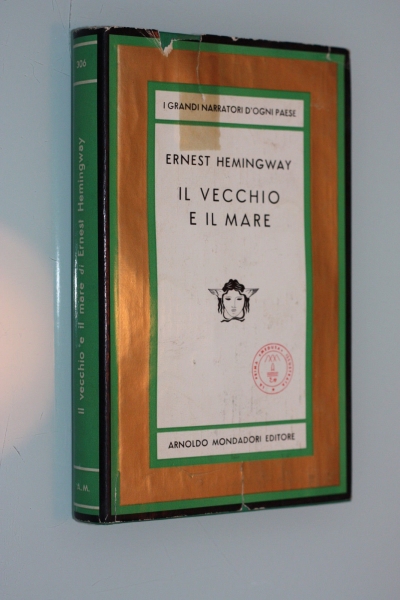 I GRANDI NARRATORI D'OGNI PAESE
ERNEST HEMINGWAY
IL VECCHIO
E IL MARE
ARNOLDO MONDADORI EDITORE
306
Il vecchio e il mare di Ernest Hemingway